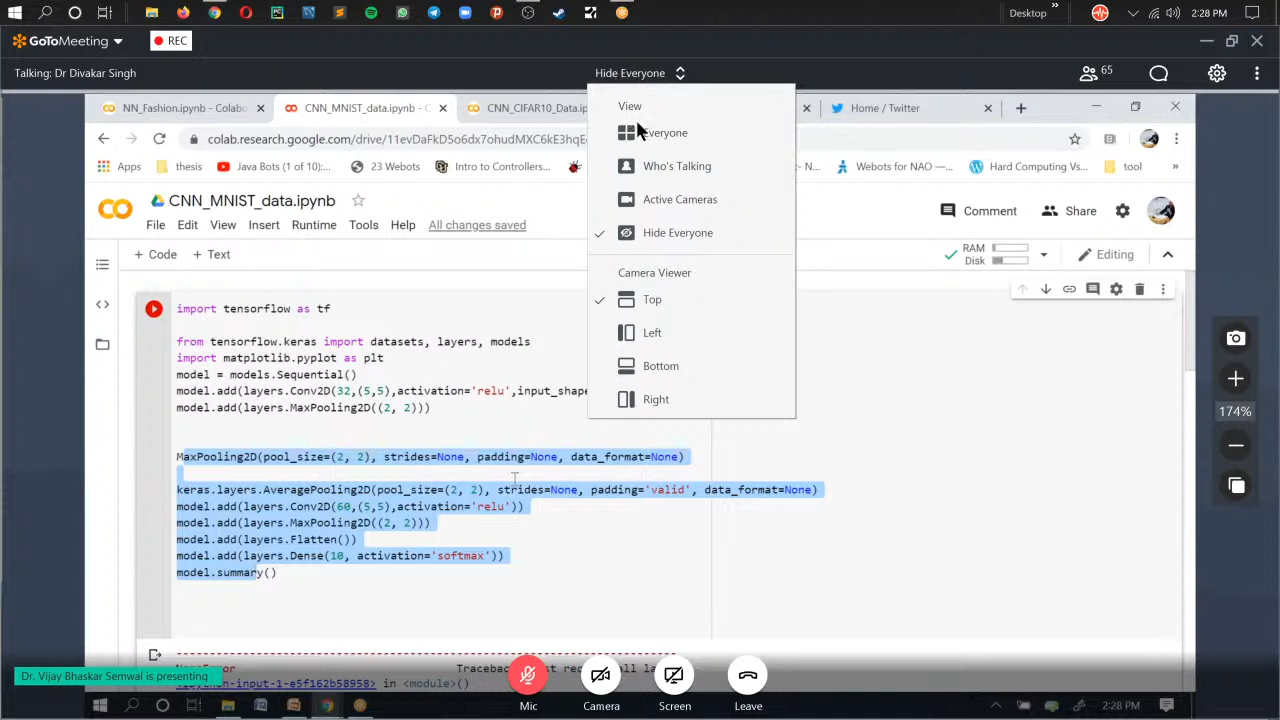 Desktop
2:28 PM
GoToMeeting
REC
Talking: Dr Divakar Singh
Hide Everyone
65
NN_Fashion.ipynb - Colabo
CNN_MNIST_data.ipynb - C
CNN_CIFAR10_Data.ip
Home / Twitter
colab.research.google.com/drive/11evDaFkD5o6dx7ohudMXC6kE3hqE
Apps
thesis
Java Bots (1 of 1)...
23 Webots
Intro to Controllers...
- N...
Webots for NAO —...
Hard Computing Vs...
tool
»
CNN_MNIST_data.ipynb
Comment
Share
File Edit View Insert Runtime Tools Help All changes saved
+ Code + Text
RAM
Disk
Editing
View
Everyone
Who's Talking
Active Cameras
Hide Everyone
Camera Viewer
Top
Left
Bottom
Right
import tensorflow as tf
from tensorflow.keras import datasets, layers, models
import matplotlib.pyplot as plt
model = models.Sequential()
model.add(layers.Conv2D(32,(5,5),activation='relu',input_shape
model.add(layers.MaxPooling2D((2, 2)))
MaxPooling2D(pool_size=(2, 2), strides=None, padding=None, data_format=None)
keras.layers.AveragePooling2D(pool_size=(2, 2), strides=None, padding='valid', data_format=None)
model.add(layers.Conv2D(60,(5,5),activation='relu'))
model.add(layers.MaxPooling2D((2, 2)))
model.add(layers.Flatten())
model.add(layers.Dense(10, activation='softmax'))
model.summary()
174%
<ipython-input-1-e5f162b58958> in <module>()
Dr. Vijay Bhaskar Semwal is presenting
Mic
Camera
Screen
Leave
2:28 PM